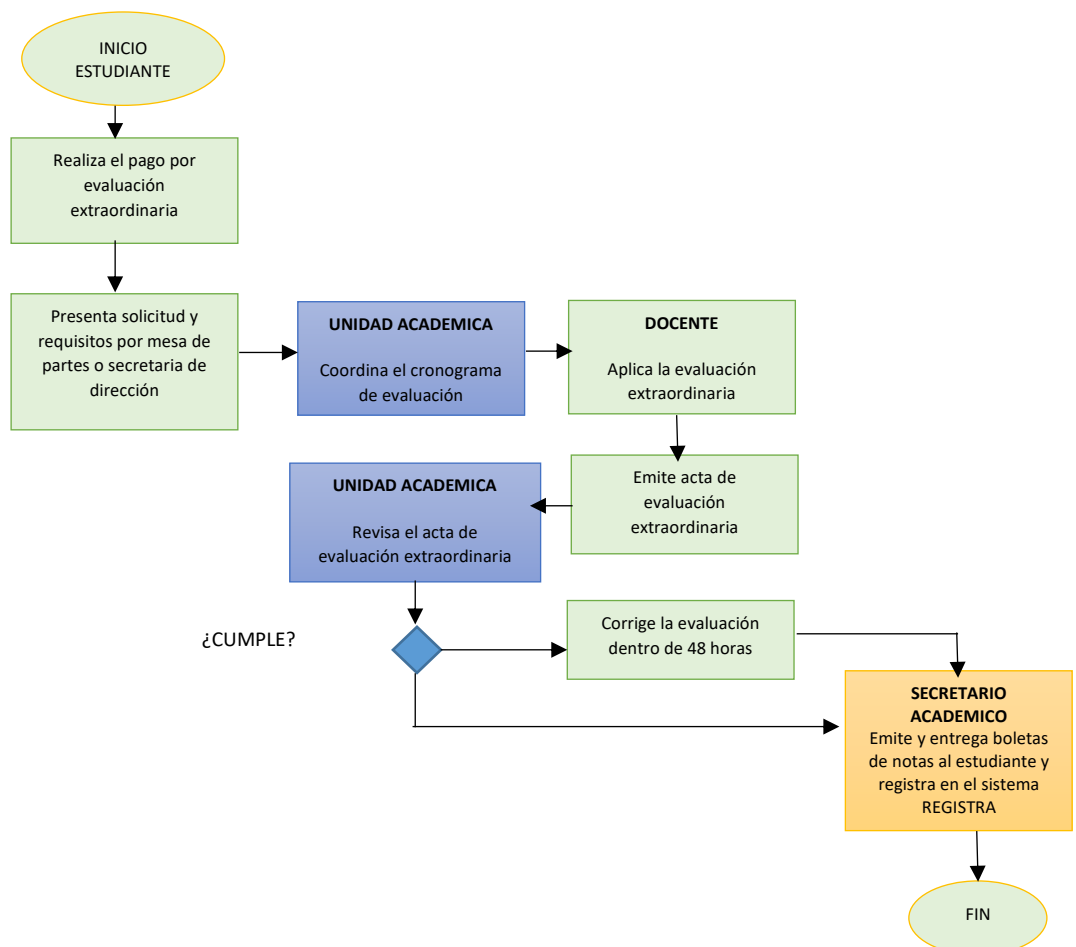 INICIO
ESTUDIANTE
Realiza el pago por
evaluación
extraordinaria
Presenta solicitud y
requisitos por mesa de
partes o secretaria de
dirección
UNIDAD ACADEMICA
Coordina el cronograma
de evaluación
DOCENTE
Aplica la evaluación
extraordinaria
Emite acta de
evaluación
extraordinaria
UNIDAD ACADEMICA
Revisa el acta de
evaluación extraordinaria
¿CUMPLE?
Corrige la evaluación
dentro de 48 horas
SECRETARIO
ACADEMICO
Emite y entrega boletas
de notas al estudiante y
registra en el sistema
REGISTRA
FIN